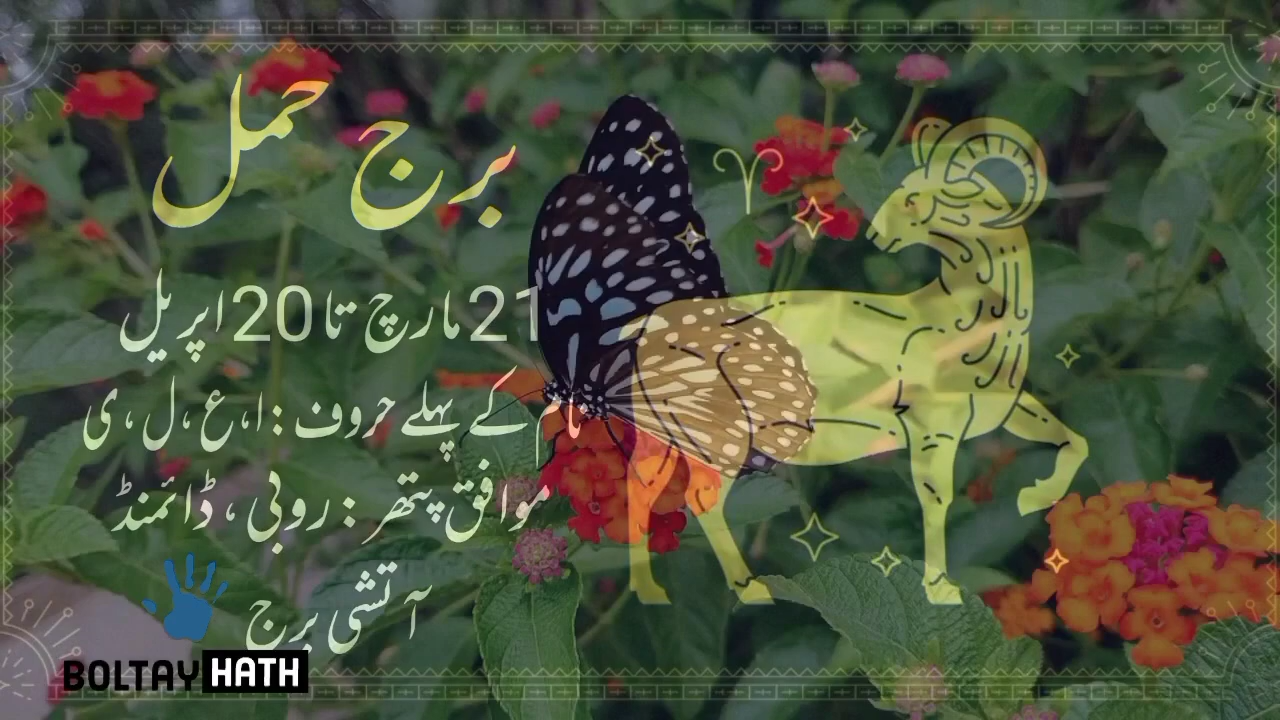 برج حمل
21 مارچ تا 20 اپریل
نام کے پہلے حروف : ا، ع، ل، ی
موافق پتھر : روبی، ڈائمنڈ
آتشی برج
BOLTAY HATH